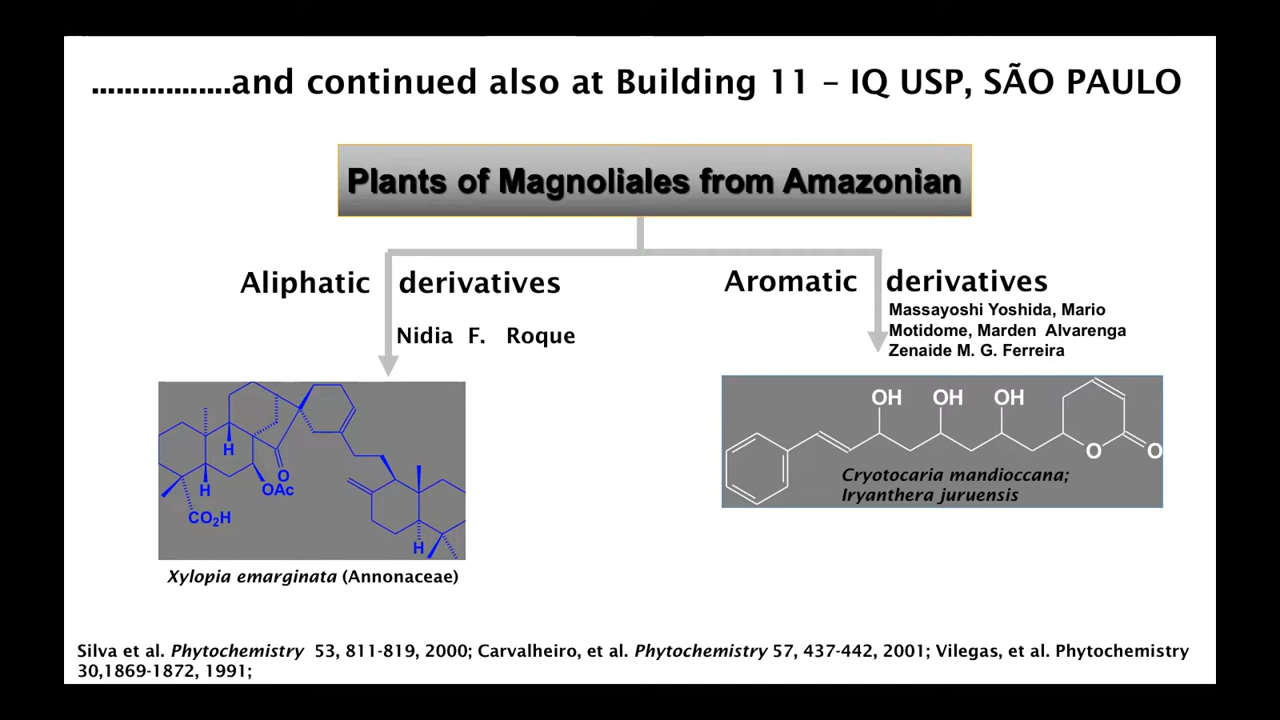 .................and continued also at Building 11 – IQ USP, SÃO PAULO
Plants of Magnoliales from Amazonian
Aliphatic derivatives
Nidia F. Roque
Aromatic derivatives
Massayoshi Yoshida, Mario
Motidome, Marden Alvarenga
Zenaide M. G. Ferreira
H
H
O
OAc
CO₂H
H
Xylopia emarginata (Annonaceae)
OH OH OH
O O
Cryotocaria mandioccana;
Iryanthera juruensis
Silva et al. Phytochemistry 53, 811-819, 2000; Carvalheiro, et al. Phytochemistry 57, 437-442, 2001; Vilegas, et al. Phytochemistry
30,1869-1872, 1991;